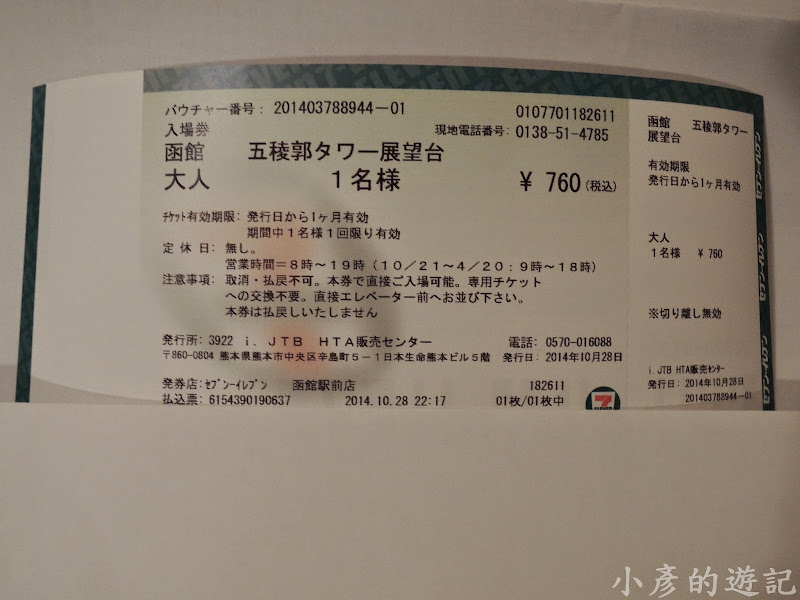 バウチャー番号: 201403788944-01
0107701182611
入場券
現地電話番号: 0138-51-4785
函館 五稜郭タワー展望台
大人 1名様 ¥ 760(税込)
チケット有効期限: 発行日から1ヶ月有効
期間中1名様1回限り有効
定休日: 無し。
営業時間=8時〜19時(10/21〜4/20:9時〜18時)
注意事項: 取消・払戻不可。本券で直接ご入場可能。専用チケット
への交換不要。直接エレベーター前へお並び下さい。
本券は払戻しいたしません
発行所: 3922 i.JTB HTA販売センター 電話: 0570-016088
〒860-0804 熊本県熊本市中央区辛島町5-1日本生命熊本ビル5階 発行日: 2014年10月28日
発券店: セブン-イレブン 函館駅前店 182611
払込票: 6154390190637 2014.10.28 22:17 01枚/01枚中
7
ELEVEN
函館 五稜郭タワー
展望台
有効期限
発行日から1ヶ月有効
大人
1名様 ¥ 760
※切り離し無効
i.JTB HTA販売センター
発行日: 2014年10月28日
201403788944-01
セブン-イレブン
セブン-イレブン
小彥的遊記